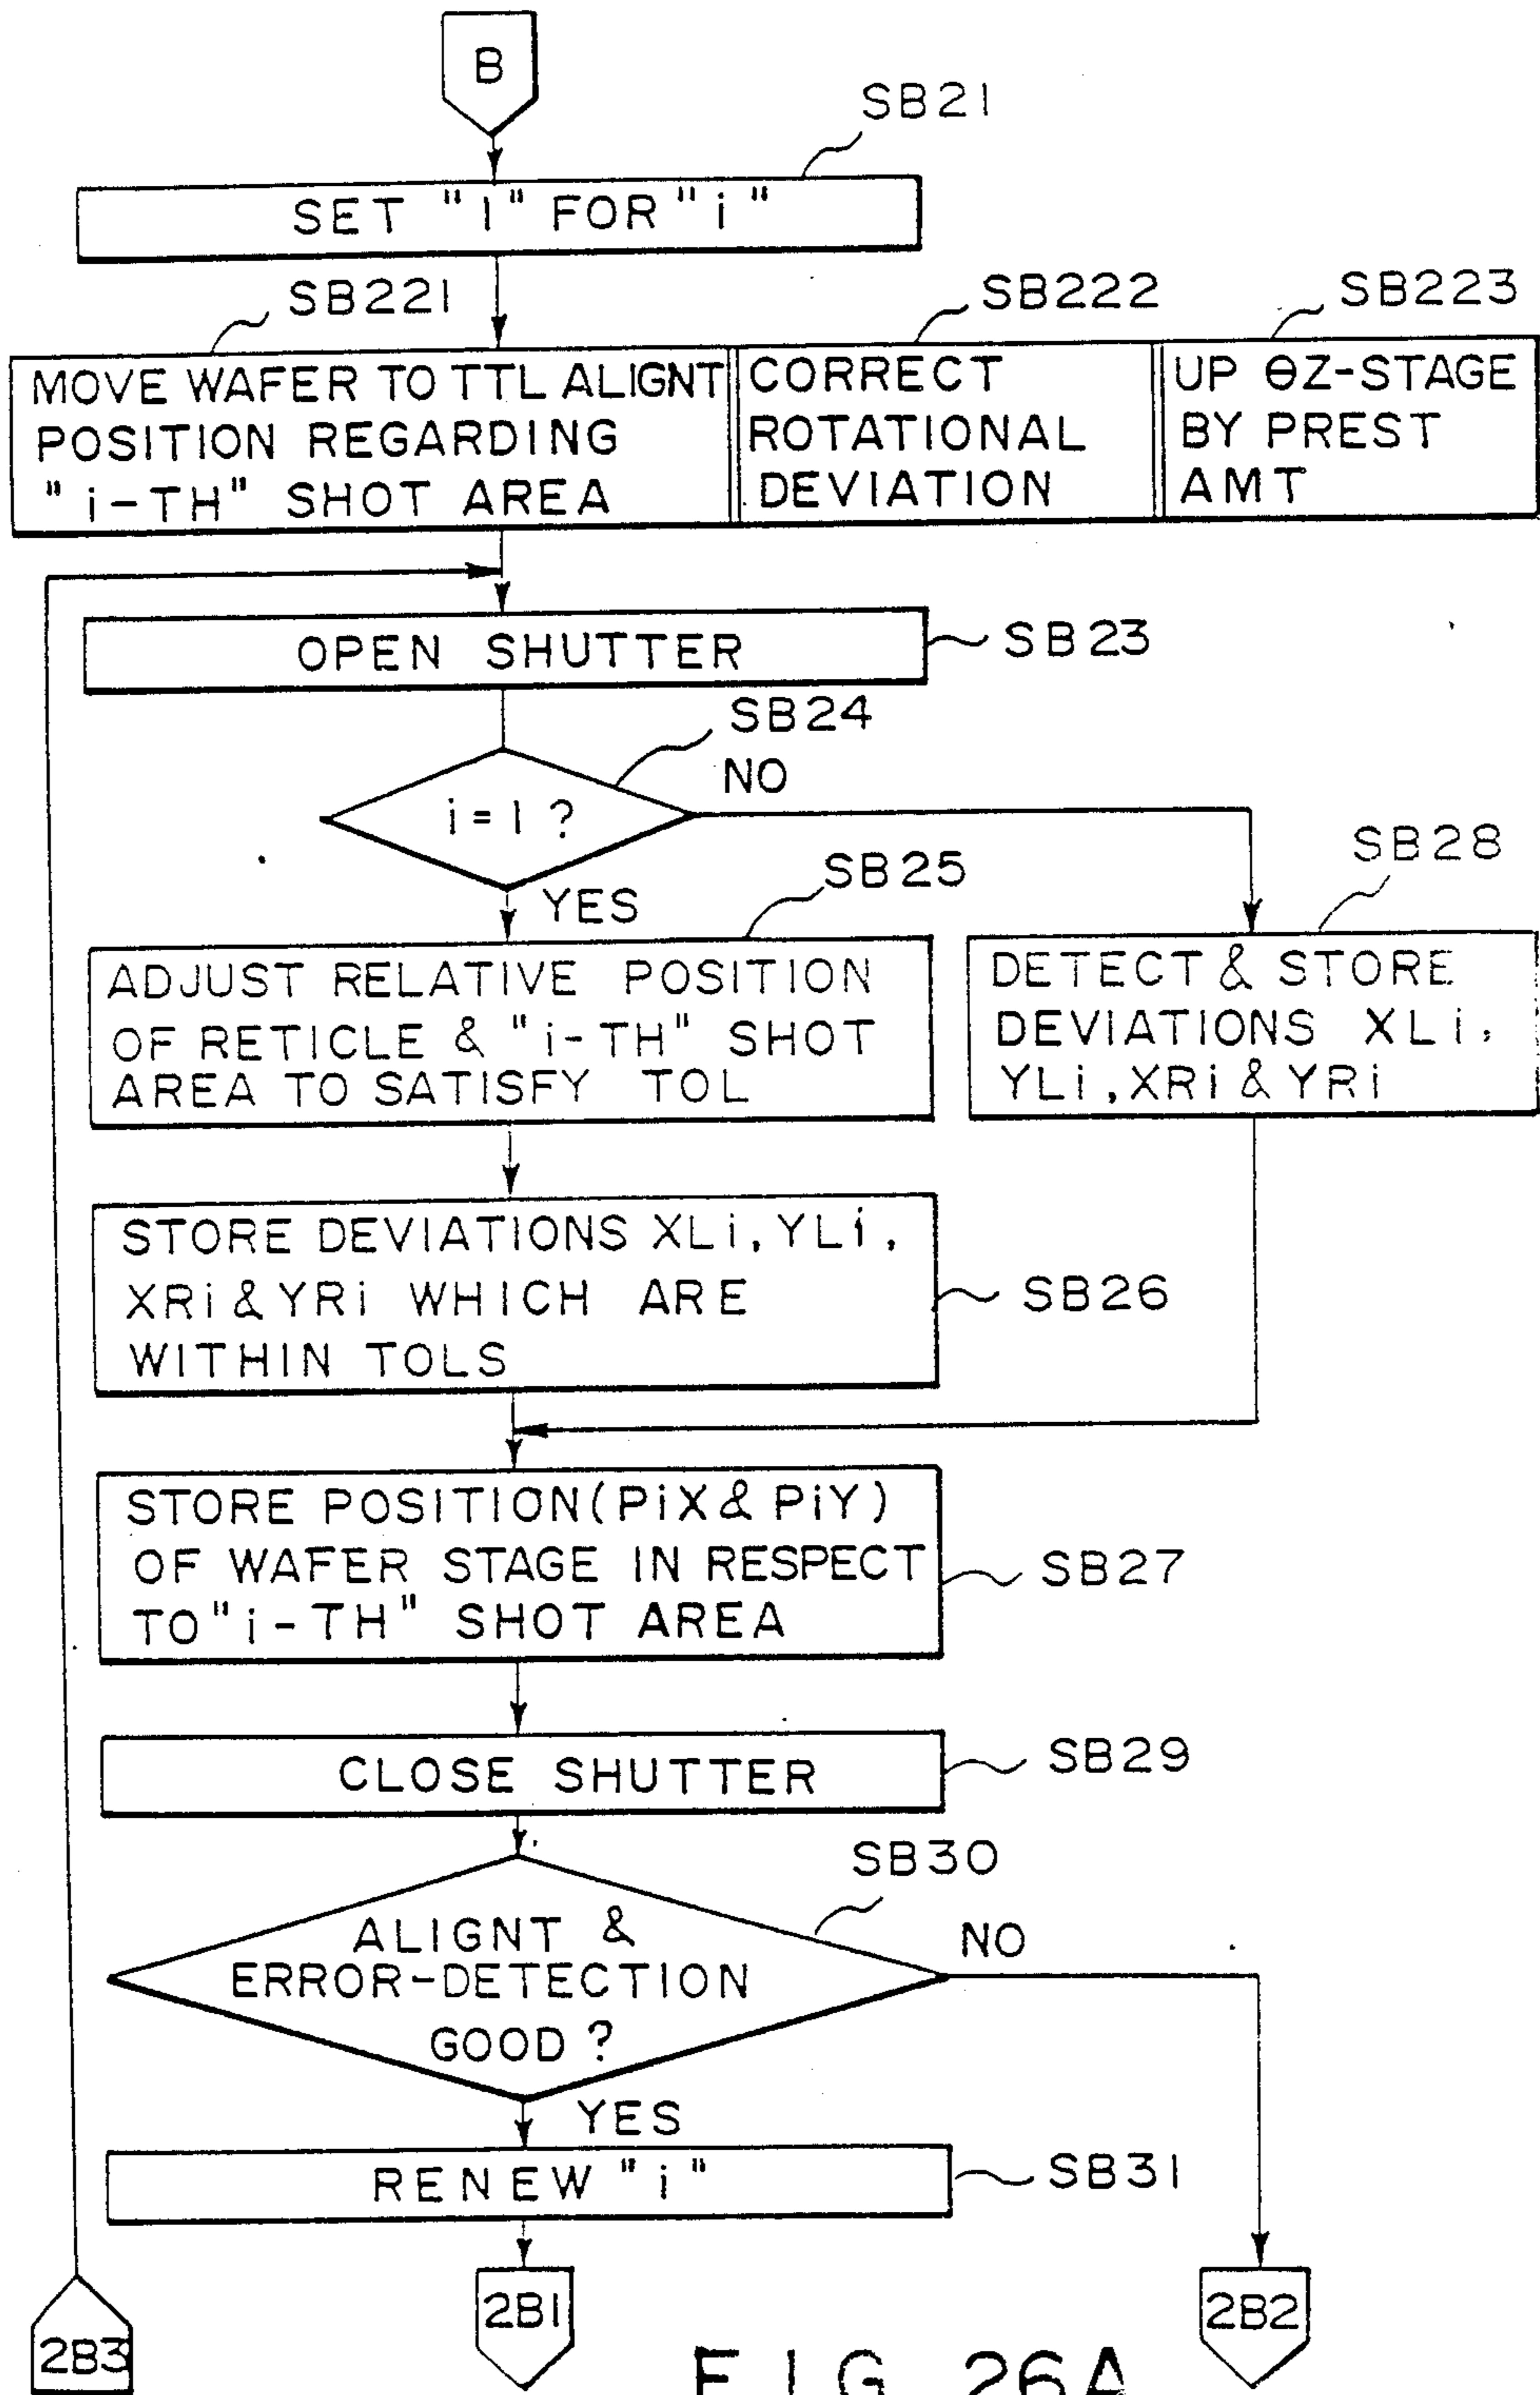 B
SB21
SET "1" FOR "i"
SB221
SB222
SB223
MOVE WAFER TO TTL ALIGNT
POSITION REGARDING
"i-TH" SHOT AREA
CORRECT
ROTATIONAL
DEVIATION
UP ΘZ-STAGE
BY PREST
AMT
OPEN SHUTTER
SB23
SB24
i = 1 ?
NO
YES
SB25
SB28
ADJUST RELATIVE POSITION
OF RETICLE & "i-TH" SHOT
AREA TO SATISFY TOL
DETECT & STORE
DEVIATIONS XLi,
YLi, XRi & YRi
STORE DEVIATIONS XLi, YLi,
XRi & YRi WHICH ARE
WITHIN TOLS
SB26
STORE POSITION (PiX & PiY)
OF WAFER STAGE IN RESPECT
TO "i-TH" SHOT AREA
SB27
CLOSE SHUTTER
SB29
SB30
ALIGNT &
ERROR-DETECTION
GOOD ?
NO
YES
RENEW "i"
SB31
2B3
2B1
2B2
FIG. 26A